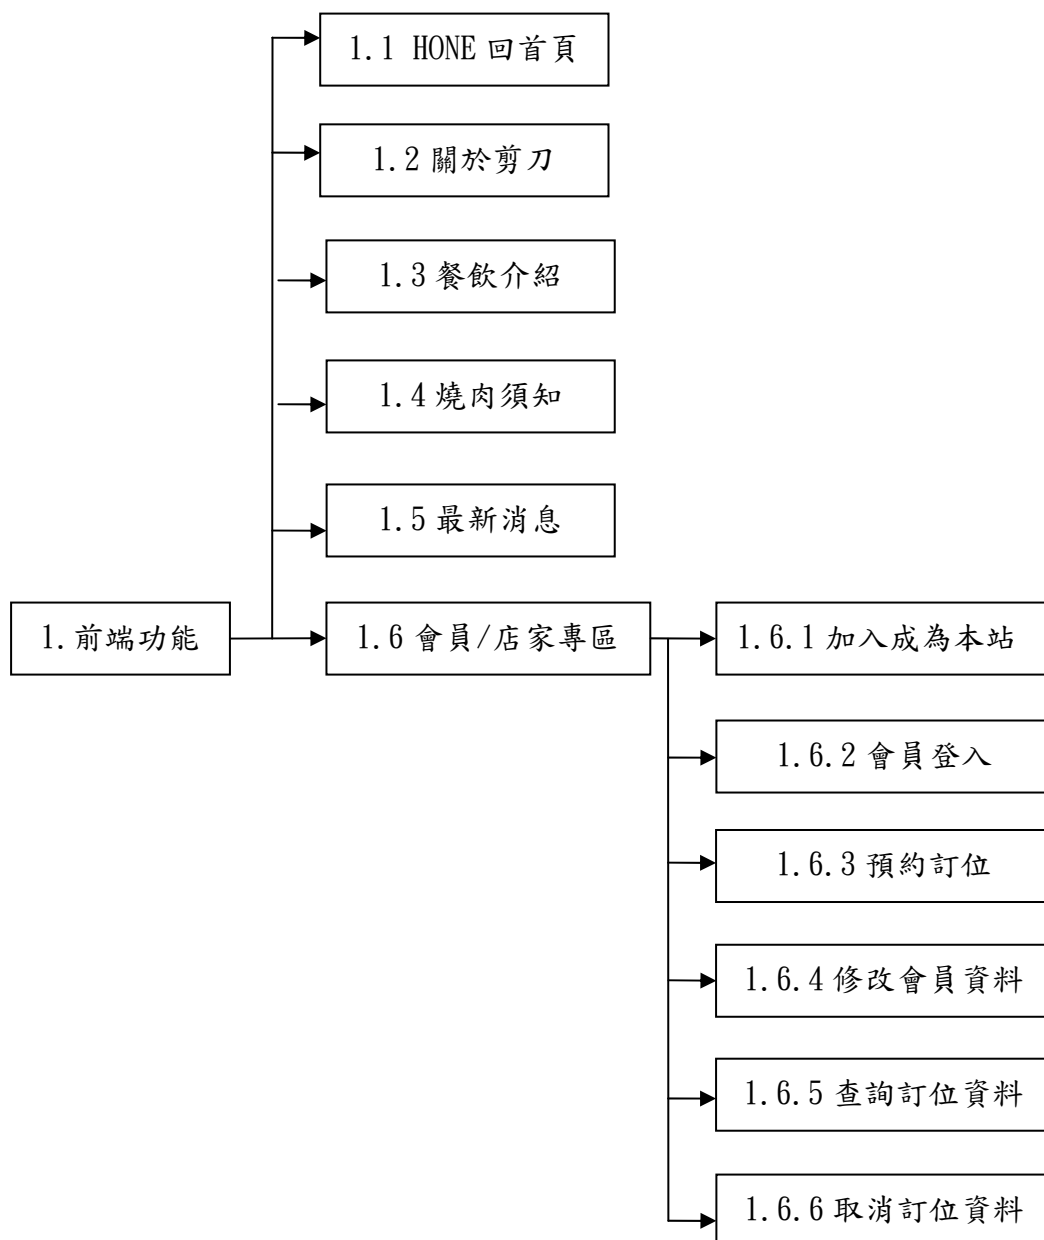 1.1 HONE 回首頁
1.2 關於剪刀
1.3 餐飲介紹
1.4 燒肉須知
1.5 最新消息
1.前端功能
1.6 會員/店家專區
1.6.1 加入成為本站
1.6.2 會員登入
1.6.3 預約訂位
1.6.4 修改會員資料
1.6.5 查詢訂位資料
1.6.6 取消訂位資料